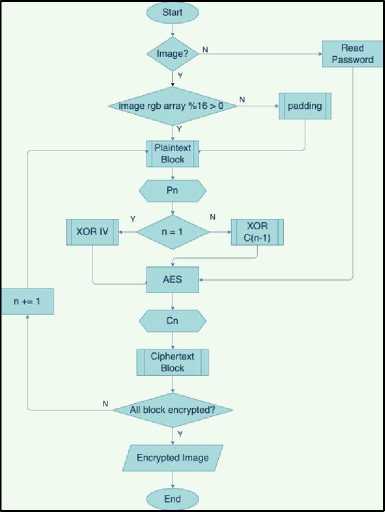 Start
Image?
N
Read
Password
Y
Image rgb array %16 > 0
N
padding
Y
Plaintext
Block
Pn
Y
N
XOR IV
n = 1
XOR
C(n-1)
AES
n += 1
Cn
Ciphertext
Block
N
All block encrypted?
Y
Encrypted Image
End